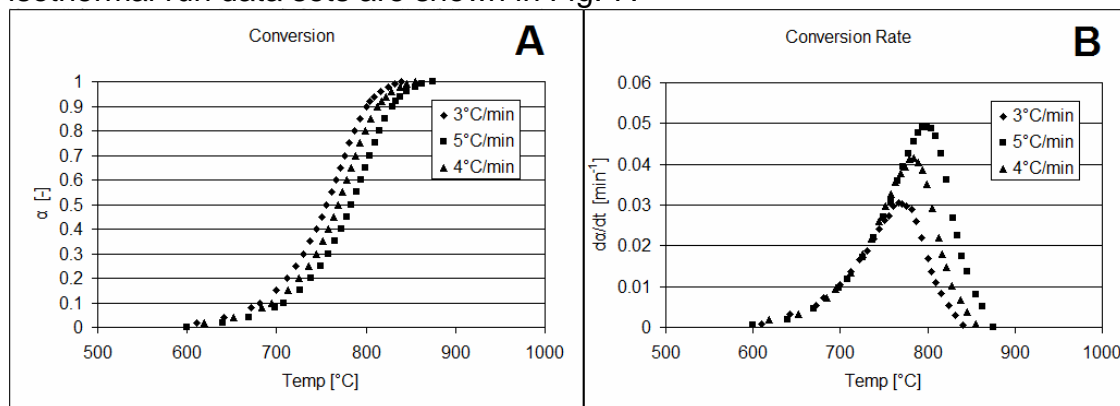 isothermal run data sets are shown in Fig. 1.
Conversion
A
1
0.9
0.8
0.7
0.6
0.5
0.4
0.3
0.2
0.1
0
α [-]
3°C/min
5°C/min
4°C/min
500 600 700 800 900 1000
Temp [°C]
Conversion Rate
B
0.06
0.05
0.04
0.03
0.02
0.01
0
dα/dt [min⁻¹]
3°C/min
5°C/min
4°C/min
500 600 700 800 900 1000
Temp [°C]